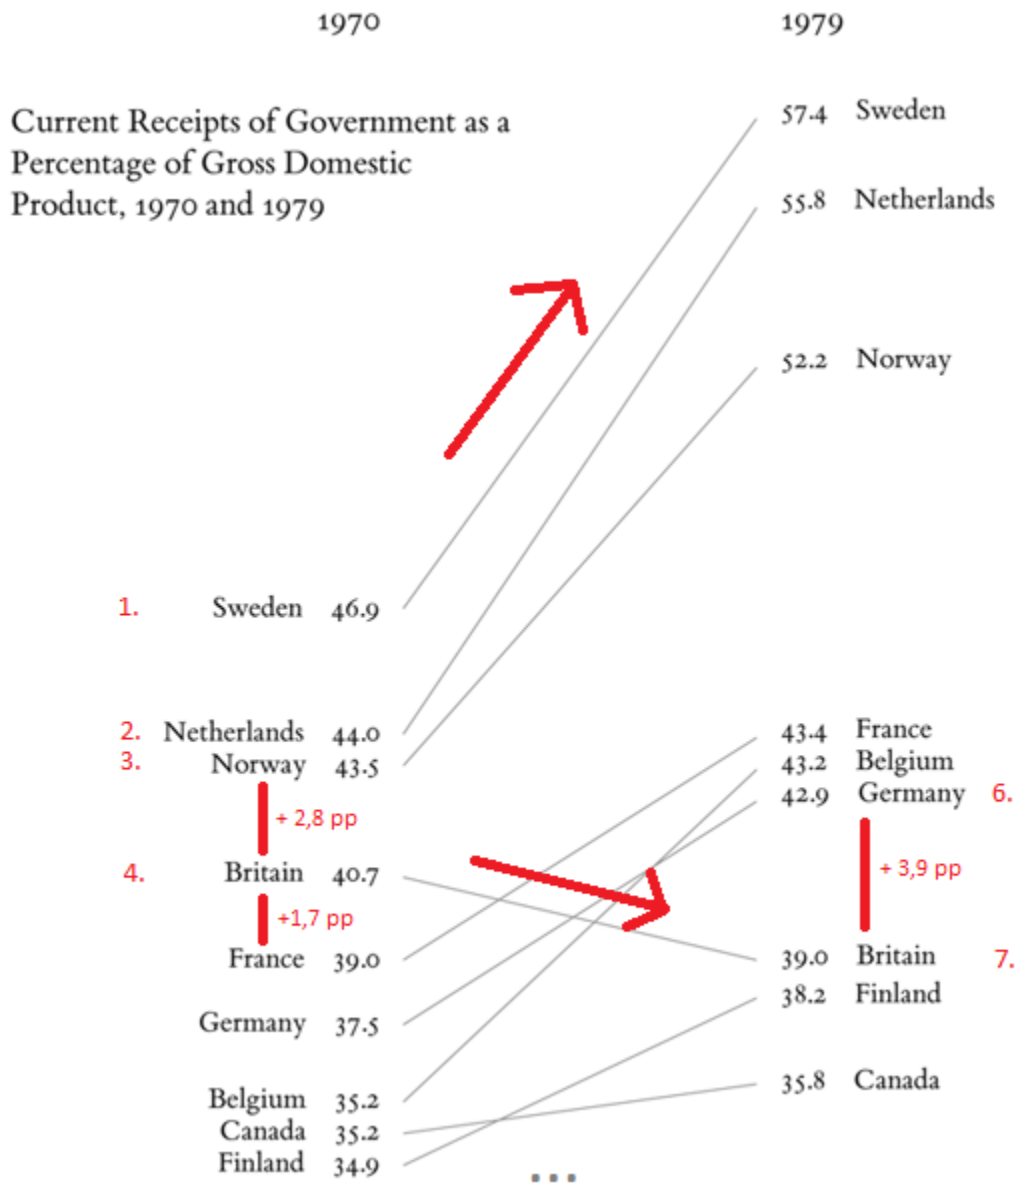 1970 1979
Current Receipts of Government as a
Percentage of Gross Domestic
Product, 1970 and 1979
57.4 Sweden
55.8 Netherlands
52.2 Norway
1. Sweden 46.9
2. Netherlands 44.0
3. Norway 43.5
+ 2,8 pp
4. Britain 40.7
+1,7 pp
France 39.0
Germany 37.5
Belgium 35.2
Canada 35.2
Finland 34.9
43.4 France
43.2 Belgium
42.9 Germany 6.
+ 3,9 pp
39.0 Britain 7.
38.2 Finland
35.8 Canada
...